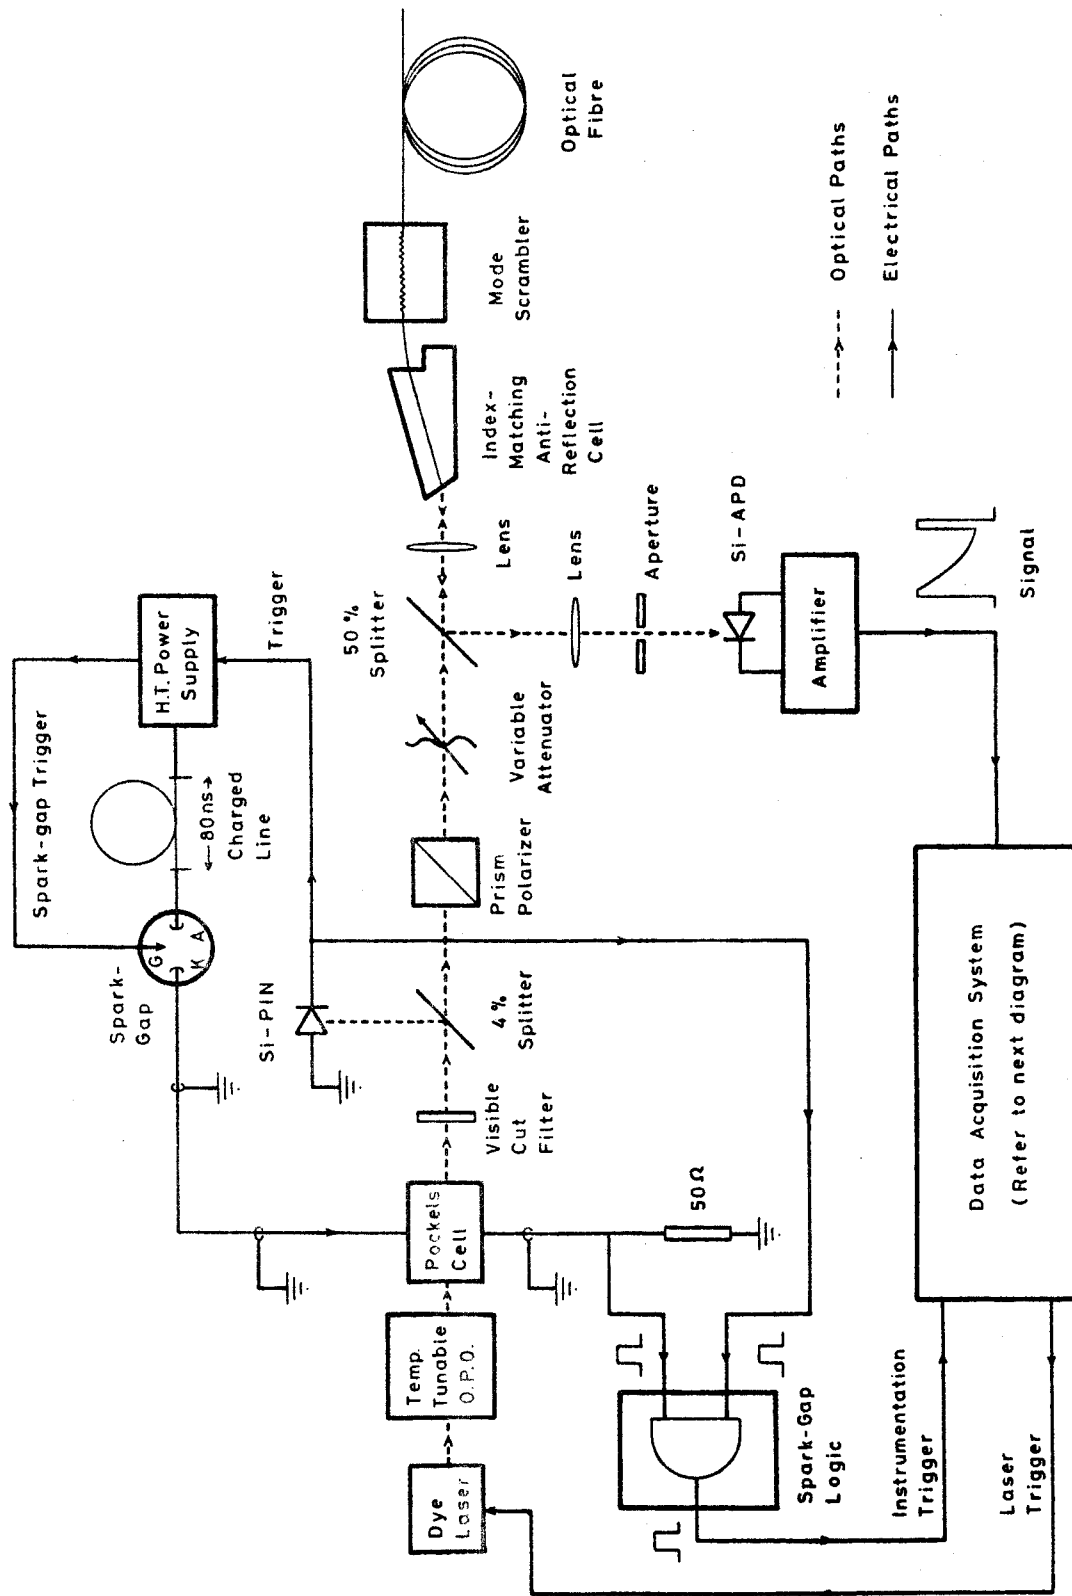 Spark-gap Trigger
H.T. Power
Supply
Trigger
←80ns→
Charged
Line
G
K
A
Spark-
Gap
Si-PIN
Dye
Laser
Temp.
Tunable
O.P.O.
Pockels
Cell
Visible
Cut
Filter
4%
Splitter
Prism
Polarizer
Variable
Attenuator
50%
Splitter
Lens
Index-
Matching
Anti-
Reflection
Cell
Mode
Scrambler
Optical
Fibre
Lens
Aperture
Si-APD
Amplifier
Signal
50Ω
Spark-Gap
Logic
Instrumentation
Trigger
Laser
Trigger
Data Acquisition System
(Refer to next diagram)
Optical Paths
Electrical Paths